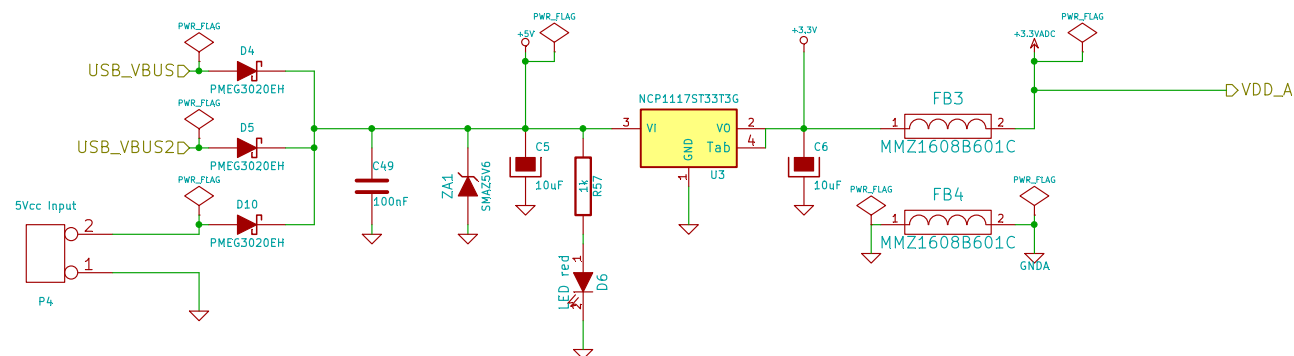 PWR_FLAG
D4
USB_VBUS
PMEG3020EH
PWR_FLAG
D5
USB_VBUS2
PMEG3020EH
PWR_FLAG
D10
PMEG3020EH
5Vcc Input
2
1
P4
C49
100nF
ZA1
SMAZ5V6
+5V
PWR_FLAG
C5
10uF
1k
R57
LED red
1
2
D6
NCP1117ST33T3G
3
VI
VO
2
Tab
4
GND
1
U3
+3.3V
C6
10uF
FB3
1
2
MMZ1608B601C
+3.3VADC
PWR_FLAG
VDD_A
PWR_FLAG
FB4
1
2
MMZ1608B601C
PWR_FLAG
GNDA